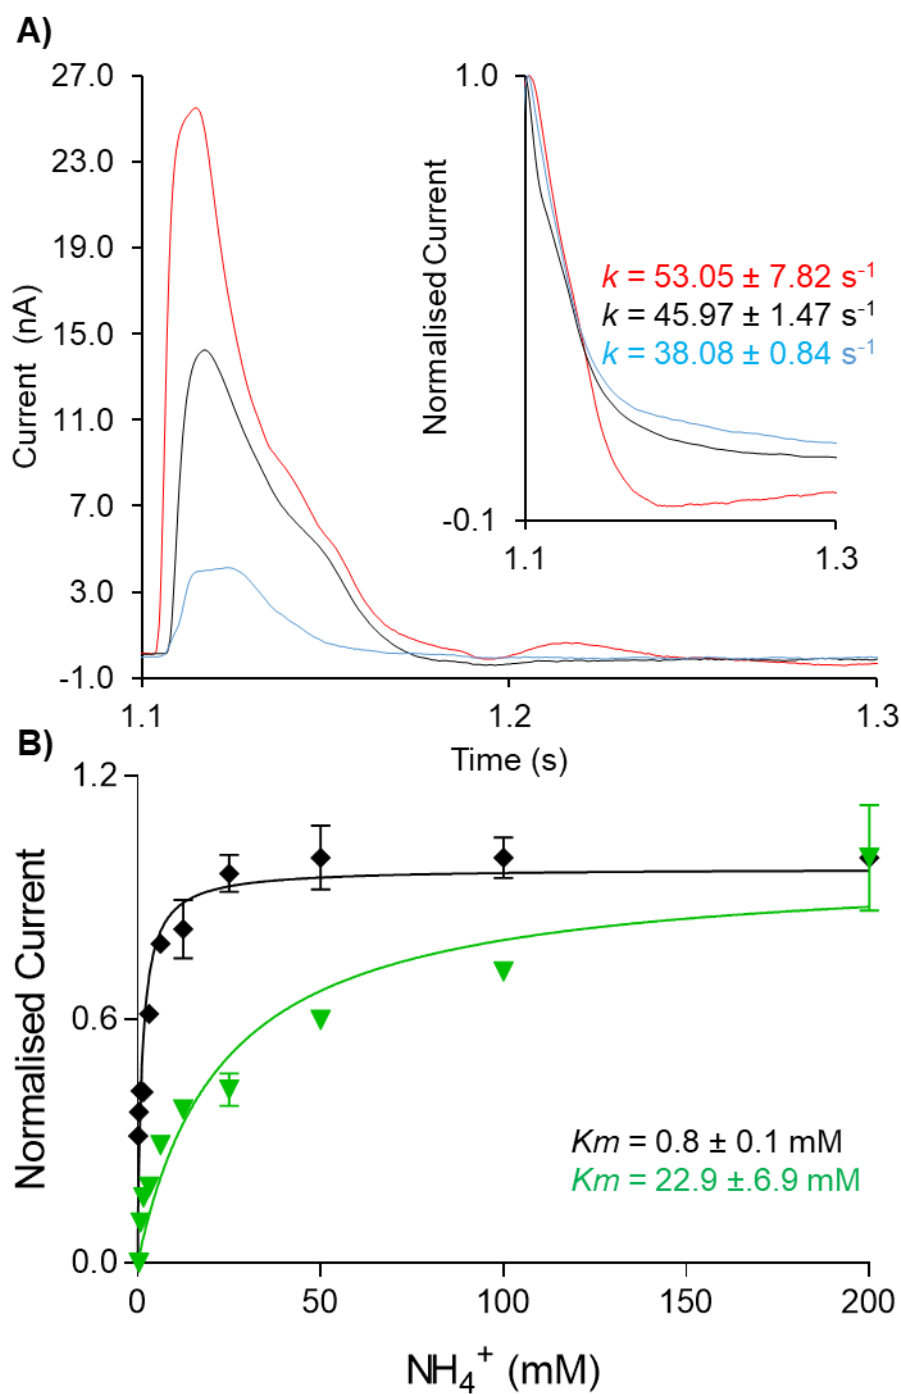 A)
27.0
23.0
19.0
15.0
11.0
7.0
3.0
-1.0
Current (nA)
1.1
1.2
1.3
Time (s)
1.0
-0.1
Normalised Current
1.1
1.3
k = 53.05 ± 7.82 s⁻¹
k = 45.97 ± 1.47 s⁻¹
k = 38.08 ± 0.84 s⁻¹
B)
1.2
0.6
0.0
Normalised Current
0
50
100
150
200
NH₄⁺ (mM)
Km = 0.8 ± 0.1 mM
Km = 22.9 ±.6.9 mM